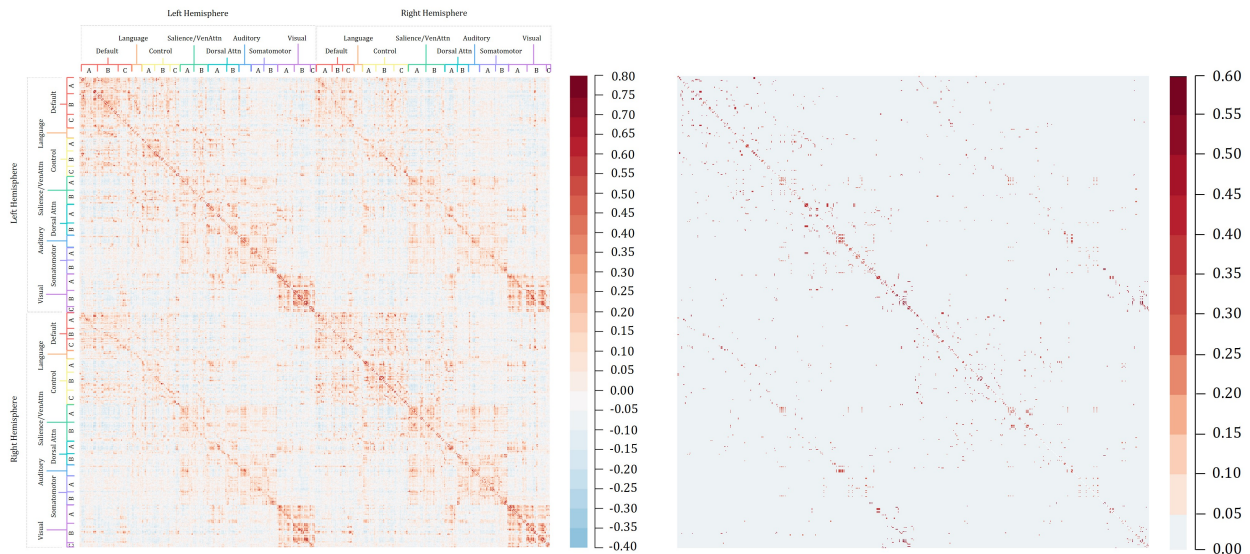 Left Hemisphere Right Hemisphere
Language Salience/VenAttn Auditory Visual Language Salience/VenAttn Auditory Visual
Default Control Dorsal Attn Somatomotor Default Control Dorsal Attn Somatomotor
A B C A B C A B A B A B A B C A B C A B C A B A B A B A B C
Left Hemisphere
Default
Language
Control
Salience/VenAttn
Dorsal Attn
Auditory
Somatomotor
Visual
A
B
C
A
B
C
A
B
A
B
A
B
A
B
C
Right Hemisphere
Default
Language
Control
Salience/VenAttn
Dorsal Attn
Auditory
Somatomotor
Visual
A
B
C
A
B
C
A
B
A
B
A
B
A
B
C
0.80
0.75
0.70
0.65
0.60
0.55
0.50
0.45
0.40
0.35
0.30
0.25
0.20
0.15
0.10
0.05
0.00
-0.05
-0.10
-0.15
-0.20
-0.25
-0.30
-0.35
-0.40
0.60
0.55
0.50
0.45
0.40
0.35
0.30
0.25
0.20
0.15
0.10
0.05
0.00